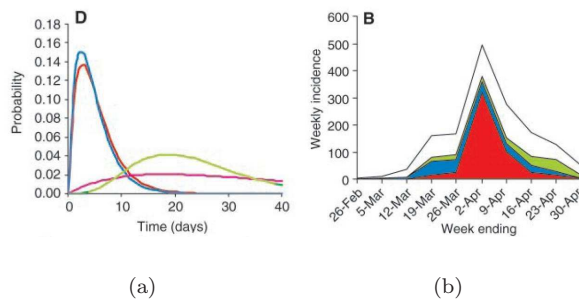 D
0.18
0.16
0.14
0.12
0.10
0.08
0.06
0.04
0.02
0.00
Probability
0 10 20 30 40
Time (days)
(a)
B
600
500
400
300
200
100
0
Weekly incidence
26-Feb
5-Mar
12-Mar
19-Mar
26-Mar
2-Apr
9-Apr
16-Apr
23-Apr
30-Apr
Week ending
(b)